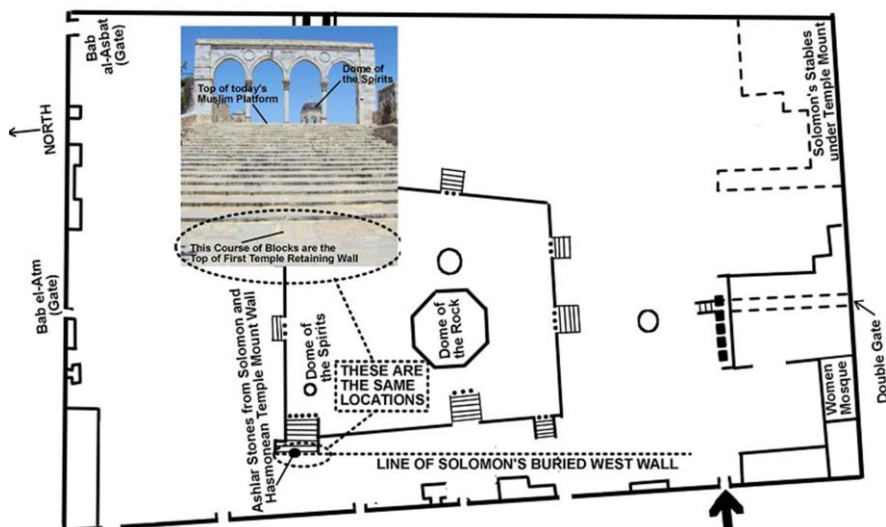 Bab
al-Asbat
(Gate)
NORTH
Bab el-Atm
(Gate)
Dome of
the Spirits
Top of today's
Muslim Platform
This Course of Blocks are the
Top of First Temple Retaining Wall
Ashlar Stones from Solomon and
Hasmonean Temple Mount Wall
Dome of
the Spirits
THESE ARE
THE SAME
LOCATIONS
Dome of
the Rock
LINE OF SOLOMON'S BURIED WEST WALL
Solomon's Stables
under Temple Mount
Women
Mosque
Double Gate